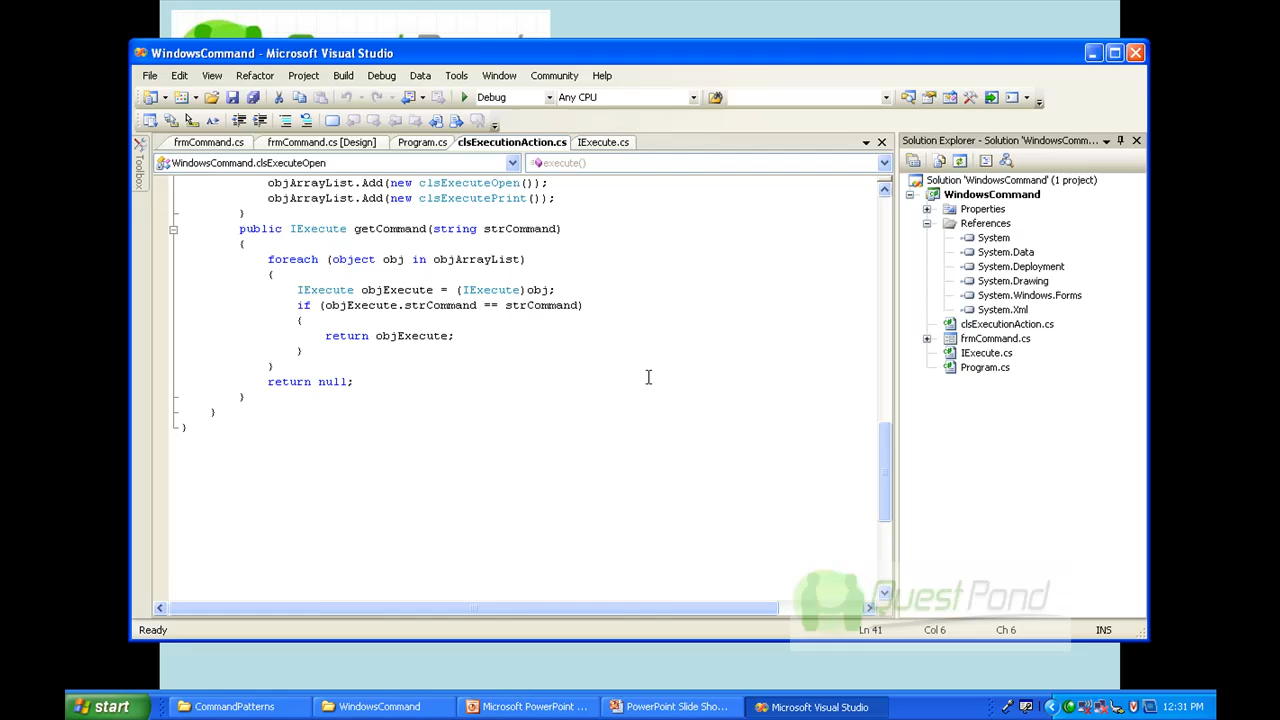 WindowsCommand - Microsoft Visual Studio
File Edit View Refactor Project Build Debug Data Tools Window Community Help
Debug Any CPU
frmCommand.cs frmCommand.cs [Design] Program.cs clsExecutionAction.cs IExecute.cs
WindowsCommand.clsExecuteOpen execute()
Toolbox
objArrayList.Add(new clsExecuteOpen());
objArrayList.Add(new clsExecutePrint());
}
public IExecute getCommand(string strCommand)
{
foreach (object obj in objArrayList)
{
IExecute objExecute = (IExecute)obj;
if (objExecute.strCommand == strCommand)
{
return objExecute;
}
}
return null;
}
}
}
Solution Explorer - Solution 'WindowsComm...
Solution 'WindowsCommand' (1 project)
WindowsCommand
Properties
References
System
System.Data
System.Deployment
System.Drawing
System.Windows.Forms
System.Xml
clsExecutionAction.cs
frmCommand.cs
IExecute.cs
Program.cs
Quest Pond
Ready Ln 41 Col 6 Ch 6 INS
start CommandPatterns WindowsCommand Microsoft PowerPoint ... PowerPoint Slide Sho... Microsoft Visual Studio 12:31 PM